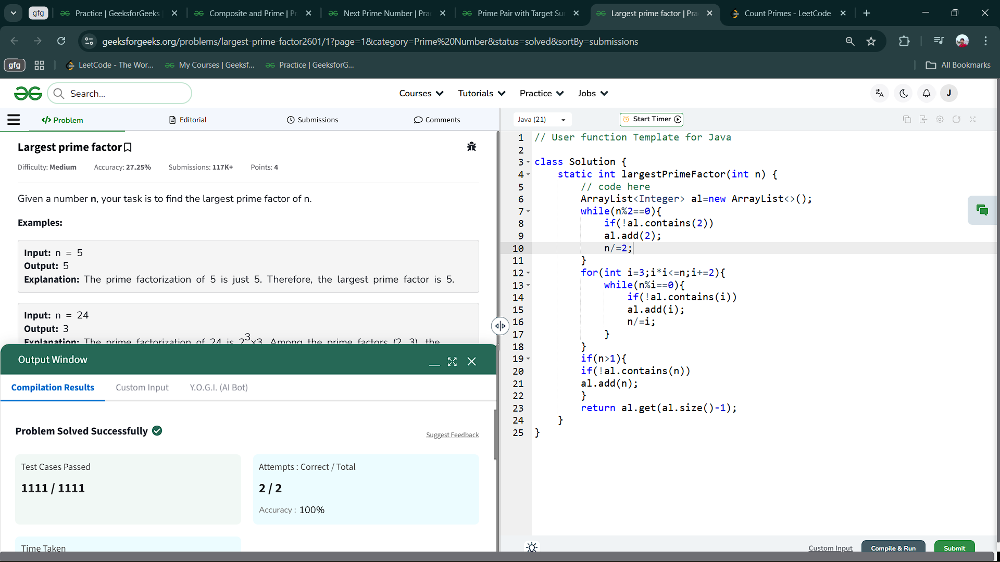 gfg
Practice | GeeksforGeeks
Composite and Prime | Pr
Next Prime Number | Prac
Prime Pair with Target Sum
Largest prime factor | Prac
Count Primes - LeetCode
geeksforgeeks.org/problems/largest-prime-factor2601/1?page=1&category=Prime%20Number&status=solved&sortBy=submissions
gfg
LeetCode - The Wor...
My Courses | Geeksf...
Practice | GeeksforG...
All Bookmarks
Search...
Courses
Tutorials
Practice
Jobs
J
Problem
Editorial
Submissions
Comments
Java (21)
Start Timer
Largest prime factor
Difficulty: Medium
Accuracy: 27.25%
Submissions: 117K+
Points: 4
Given a number n, your task is to find the largest prime factor of n.
Examples:
Input: n = 5
Output: 5
Explanation: The prime factorization of 5 is just 5. Therefore, the largest prime factor is 5.
Input: n = 24
Output: 3
Explanation: The prime factorization of 24 is 2³×3. Among the prime factors (2, 3), the
Output Window
Compilation Results
Custom Input
Y.O.G.I. (AI Bot)
Problem Solved Successfully
Suggest Feedback
Test Cases Passed
1111 / 1111
Attempts : Correct / Total
2 / 2
Accuracy : 100%
Time Taken
1 // User function Template for Java
2
3 class Solution {
4 static int largestPrimeFactor(int n) {
5 // code here
6 ArrayList<Integer> al=new ArrayList<>();
7 while(n%2==0){
8 if(!al.contains(2))
9 al.add(2);
10 n/=2;
11 }
12 for(int i=3;i*i<=n;i+=2){
13 while(n%i==0){
14 if(!al.contains(i))
15 al.add(i);
16 n/=i;
17 }
18 }
19 if(n>1){
20 if(!al.contains(n))
21 al.add(n);
22 }
23 return al.get(al.size()-1);
24 }
25 }
Custom Input
Compile & Run
Submit